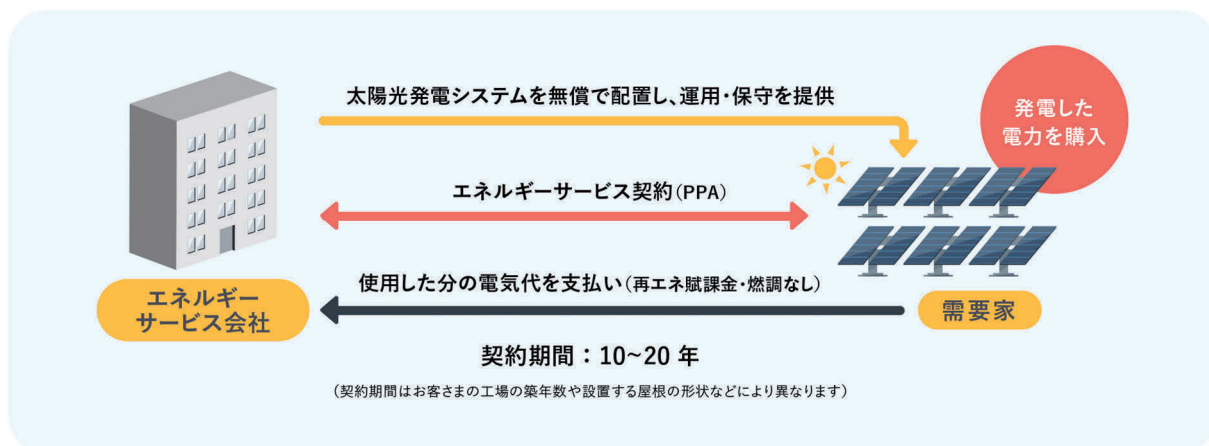 太陽光発電システムを無償で配置し、運用・保守を提供
発電した
電力を購入
エネルギーサービス契約(PPA)
使用した分の電気代を支払い(再エネ賦課金・燃調なし)
エネルギー
サービス会社
需要家
契約期間:10~20 年
(契約期間はお客さまの工場の築年数や設置する屋根の形状などにより異なります)